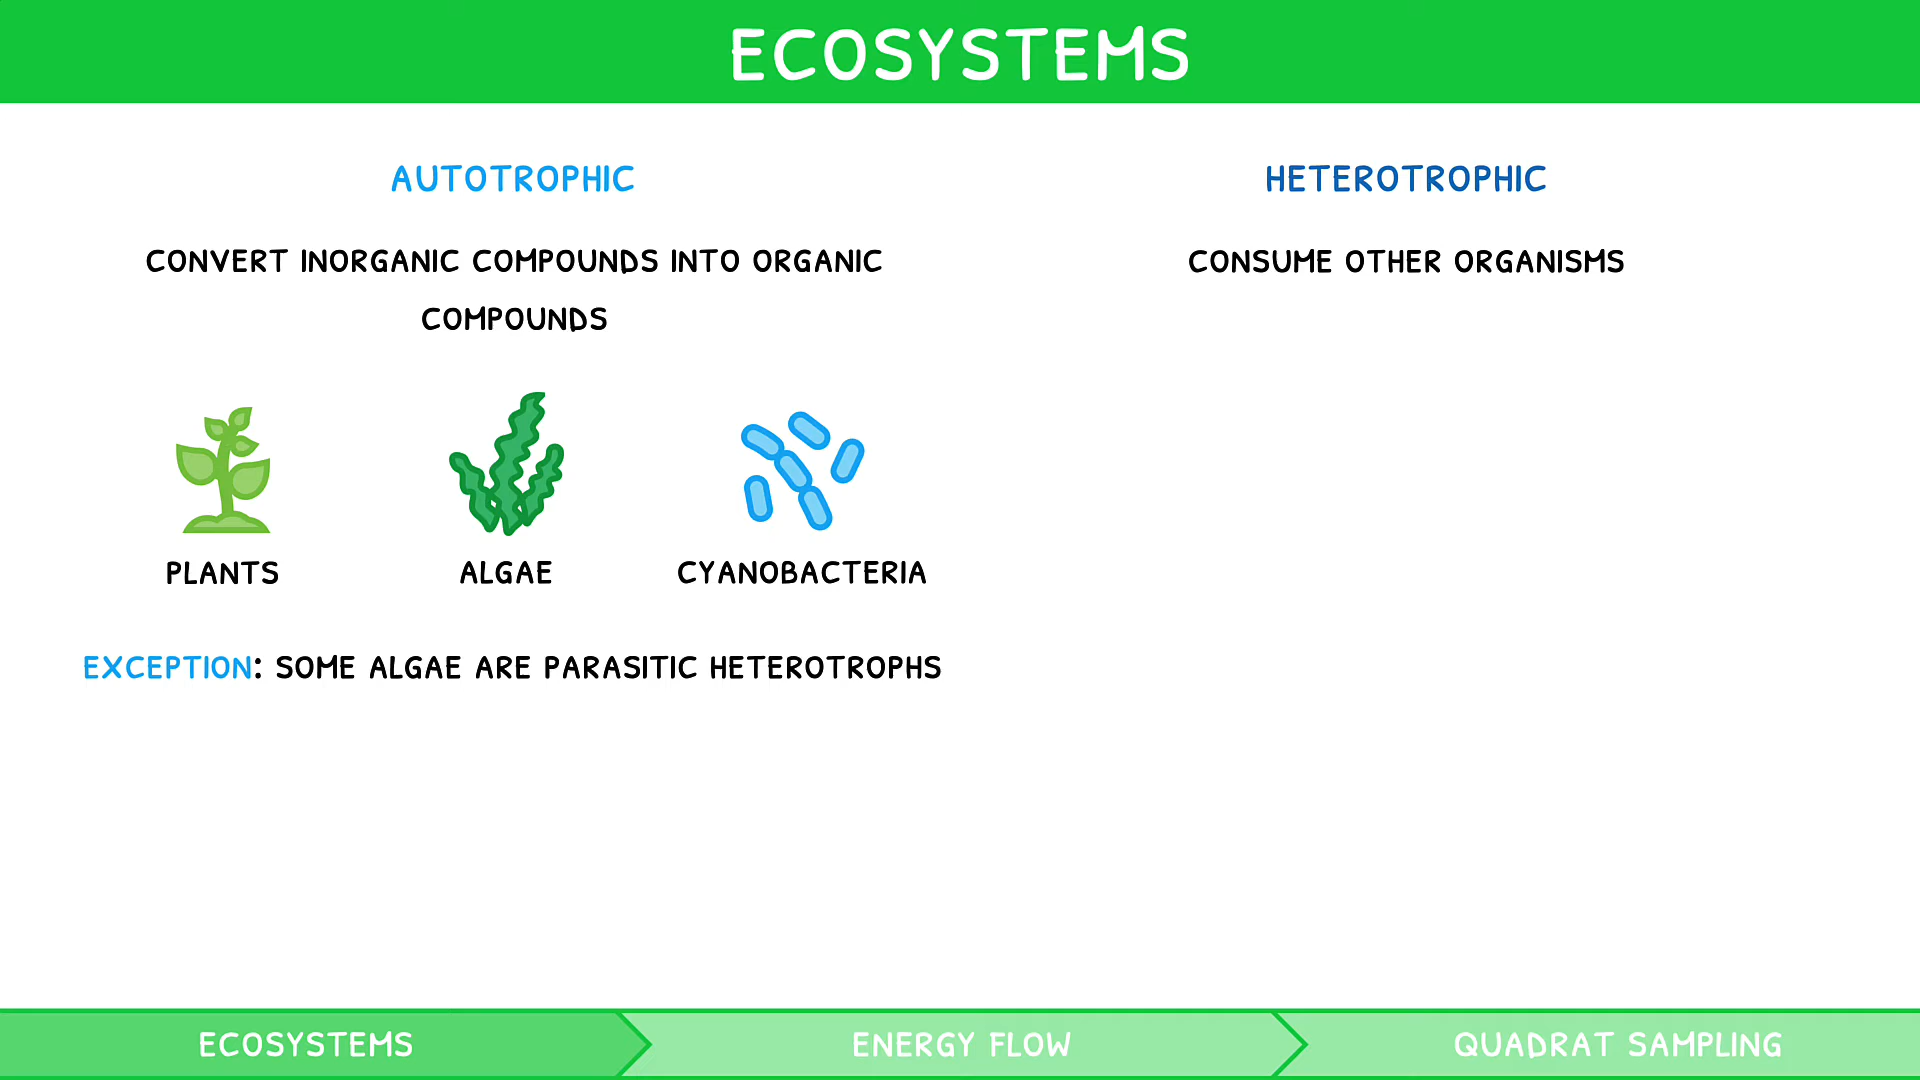 ECOSYSTEMS
AUTOTROPHIC
CONVERT INORGANIC COMPOUNDS INTO ORGANIC
COMPOUNDS
PLANTS
ALGAE
CYANOBACTERIA
EXCEPTION: SOME ALGAE ARE PARASITIC HETEROTROPHS
HETEROTROPHIC
CONSUME OTHER ORGANISMS
ECOSYSTEMS
ENERGY FLOW
QUADRAT SAMPLING